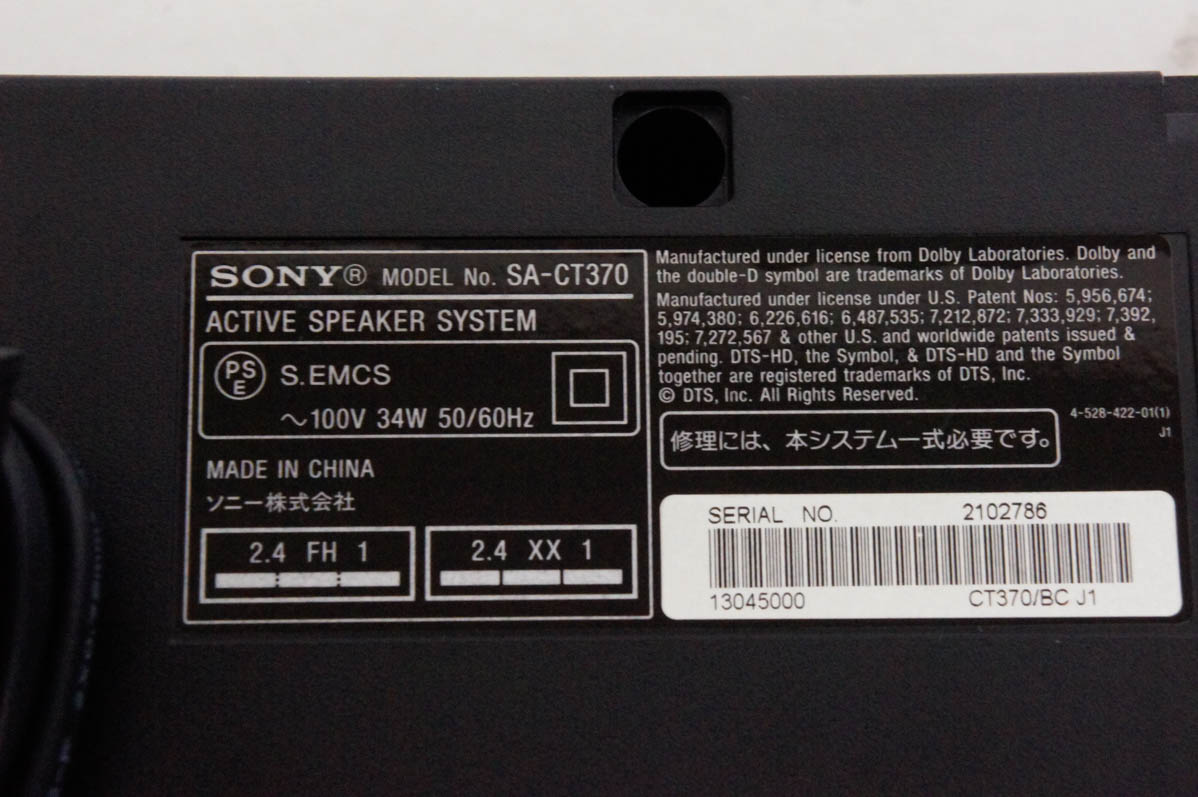 SONY® MODEL No. SA-CT370
ACTIVE SPEAKER SYSTEM
PS
E
S.EMCS
〜100V 34W 50/60Hz
MADE IN CHINA
ソニー株式会社
2.4 FH 1
2.4 XX 1
Manufactured under license from Dolby Laboratories. Dolby and
the double-D symbol are trademarks of Dolby Laboratories.
Manufactured under license under U.S. Patent Nos: 5,956,674;
5,974,380; 6,226,616; 6,487,535; 7,212,872; 7,333,929; 7,392,
195; 7,272,567 & other U.S. and worldwide patents issued &
pending. DTS-HD, the Symbol, & DTS-HD and the Symbol
together are registered trademarks of DTS, Inc.
© DTS, Inc. All Rights Reserved.
4-528-422-01(1)
J1
修理には、本システム一式必要です。
SERIAL NO. 2102786
13045000 CT370/BC J1